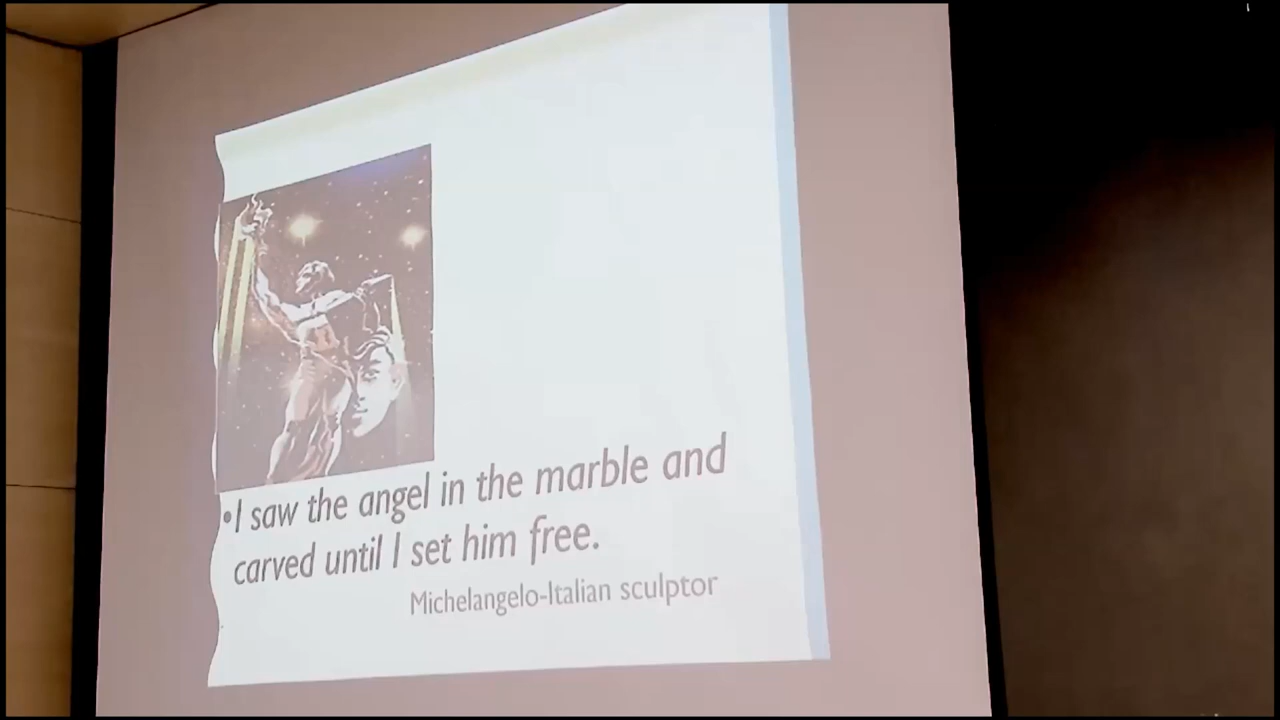 •I saw the angel in the marble and
carved until I set him free.
Michelangelo-Italian sculptor